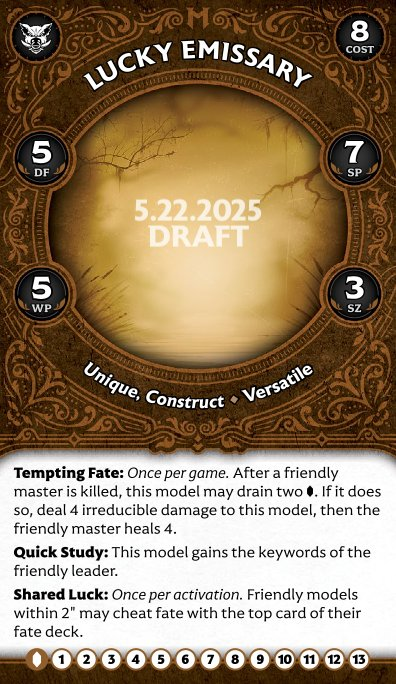 8
COST
LUCKY EMISSARY
5
DF
7
SP
5.22.2025
DRAFT
5
WP
3
SZ
Unique, Construct ◆ Versatile
Tempting Fate: Once per game. After a friendly
master is killed, this model may drain two ⬮. If it does
so, deal 4 irreducible damage to this model, then the
friendly master heals 4.
Quick Study: This model gains the keywords of the
friendly leader.
Shared Luck: Once per activation. Friendly models
within 2" may cheat fate with the top card of their
fate deck.
1 2 3 4 5 6 7 8 9 10 11 12 13